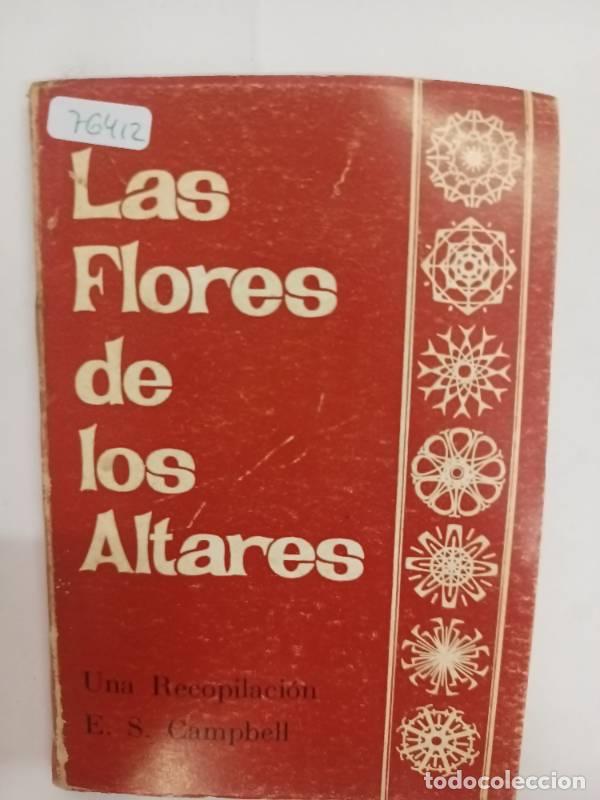 76412
Las
Flores
de
los
Altares
Una Recopilación
E. S. Campbell
todocoleccion